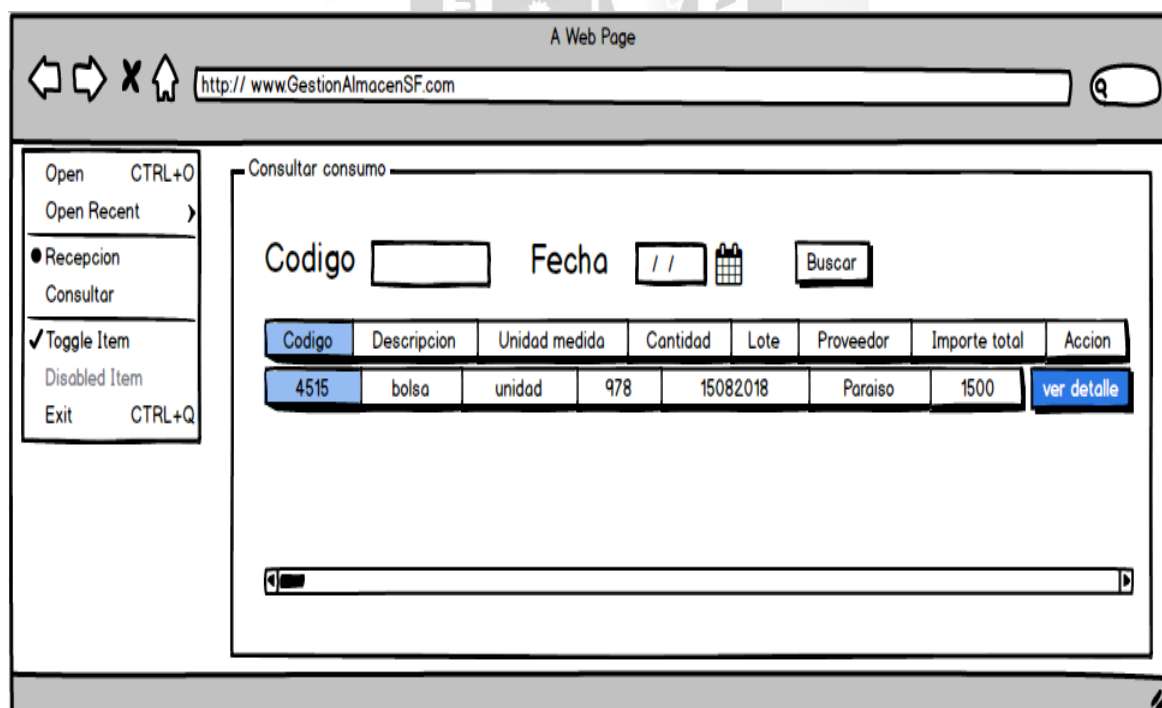 A Web Page
http:// www.GestionAlmacenSF.com
Open CTRL+O
Open Recent
Recepcion
Consultar
Toggle Item
Disabled Item
Exit CTRL+Q
Consultar consumo
Codigo Fecha / / Buscar
Codigo Descripcion Unidad medida Cantidad Lote Proveedor Importe total Accion
4515 bolsa unidad 978 15082018 Paraiso 1500 ver detalle